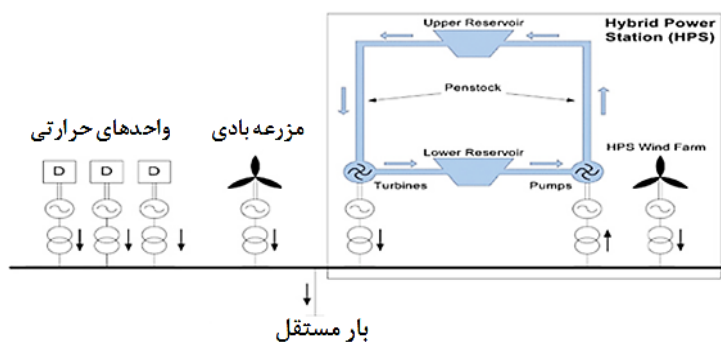 Upper Reservoir
Hybrid Power
Station (HPS)
Penstock
واحدهای حرارتی
مزرعه بادی
Lower Reservoir
HPS Wind Farm
D
D
D
Turbines
Pumps
بار مستقل